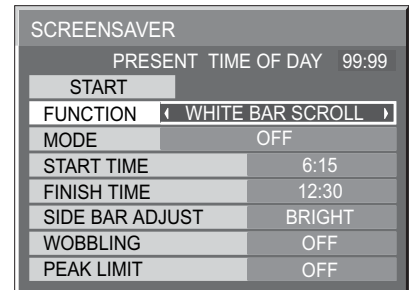 SCREENSAVER
PRESENT TIME OF DAY 99:99
START
FUNCTION WHITE BAR SCROLL
MODE OFF
START TIME 6:15
FINISH TIME 12:30
SIDE BAR ADJUST BRIGHT
WOBBLING OFF
PEAK LIMIT OFF